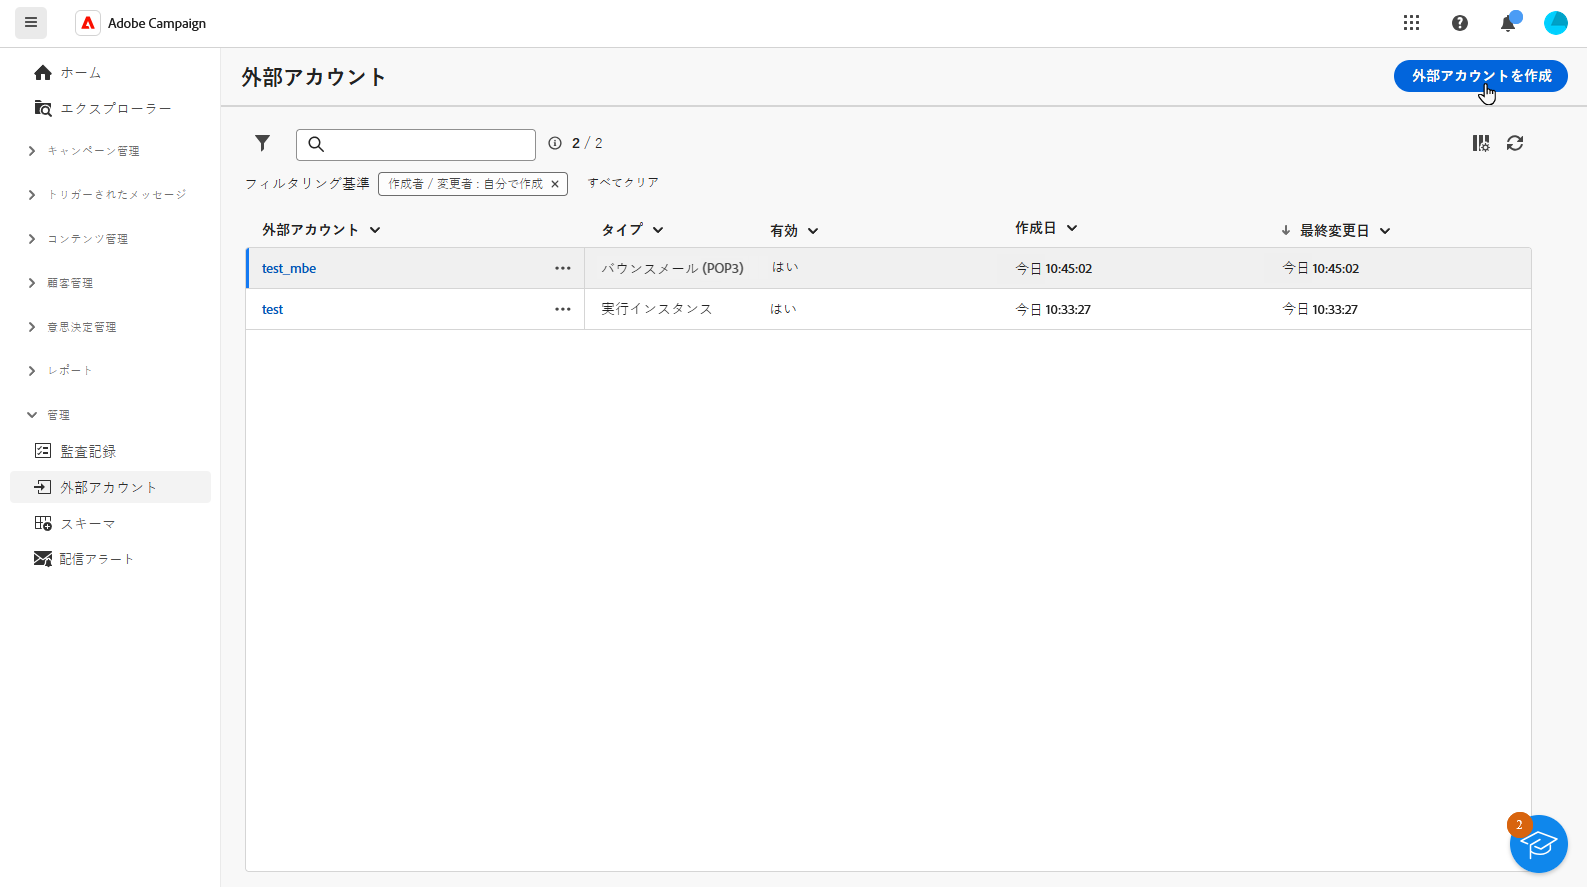 Adobe Campaign
ホーム
エクスプローラー
キャンペーン管理
トリガーされたメッセージ
コンテンツ管理
顧客管理
意思決定管理
レポート
管理
監査記録
外部アカウント
スキーマ
配信アラート
外部アカウント
外部アカウントを作成
2 / 2
フィルタリング基準 作成者 / 変更者 : 自分で作成 すべてクリア
外部アカウント タイプ 有効 作成日 最終変更日
test_mbe バウンスメール (POP3) はい 今日 10:45:02 今日 10:45:02
test 実行インスタンス はい 今日 10:33:27 今日 10:33:27
2